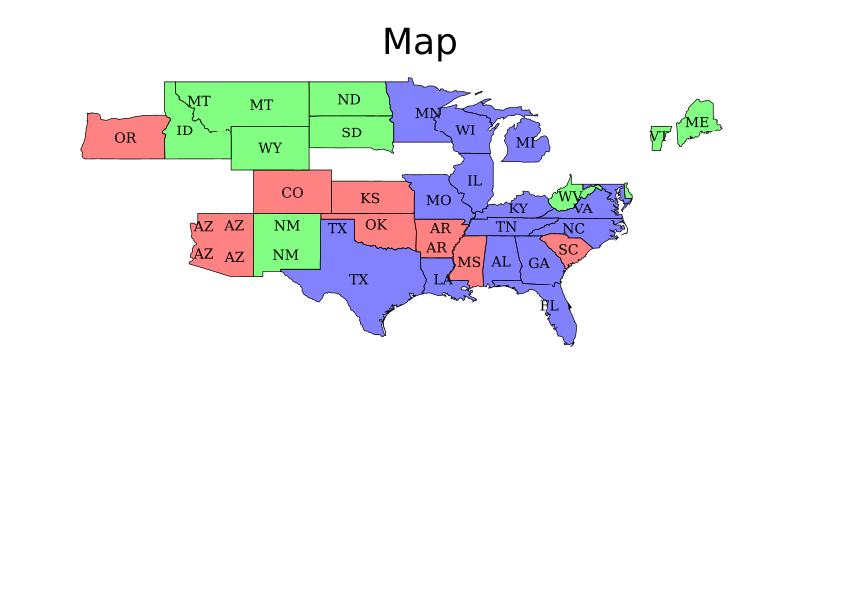 Map
MT
MT
ND
MN
ME
OR
ID
SD
WI
VT
WY
MI
CO
KS
MO
IL
WV
KY
VA
AZ
AZ
NM
TX
OK
AR
TN
NC
AZ
AZ
NM
AR
MS
AL
GA
SC
TX
LA
FL